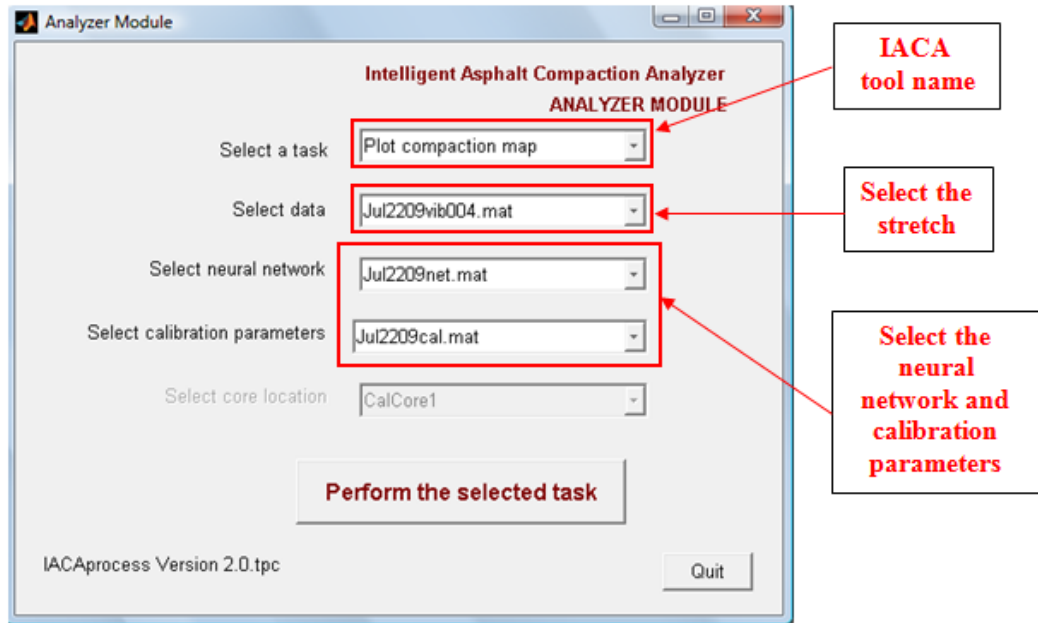 Analyzer Module
Intelligent Asphalt Compaction Analyzer
ANALYZER MODULE
Select a task
Plot compaction map
Select data
Jul2209vib004.mat
Select neural network
Jul2209net.mat
Select calibration parameters
Jul2209cal.mat
Select core location
CalCore1
Perform the selected task
IACAprocess Version 2.0.tpc
Quit
IACA
tool name
Select the
stretch
Select the
neural
network and
calibration
parameters